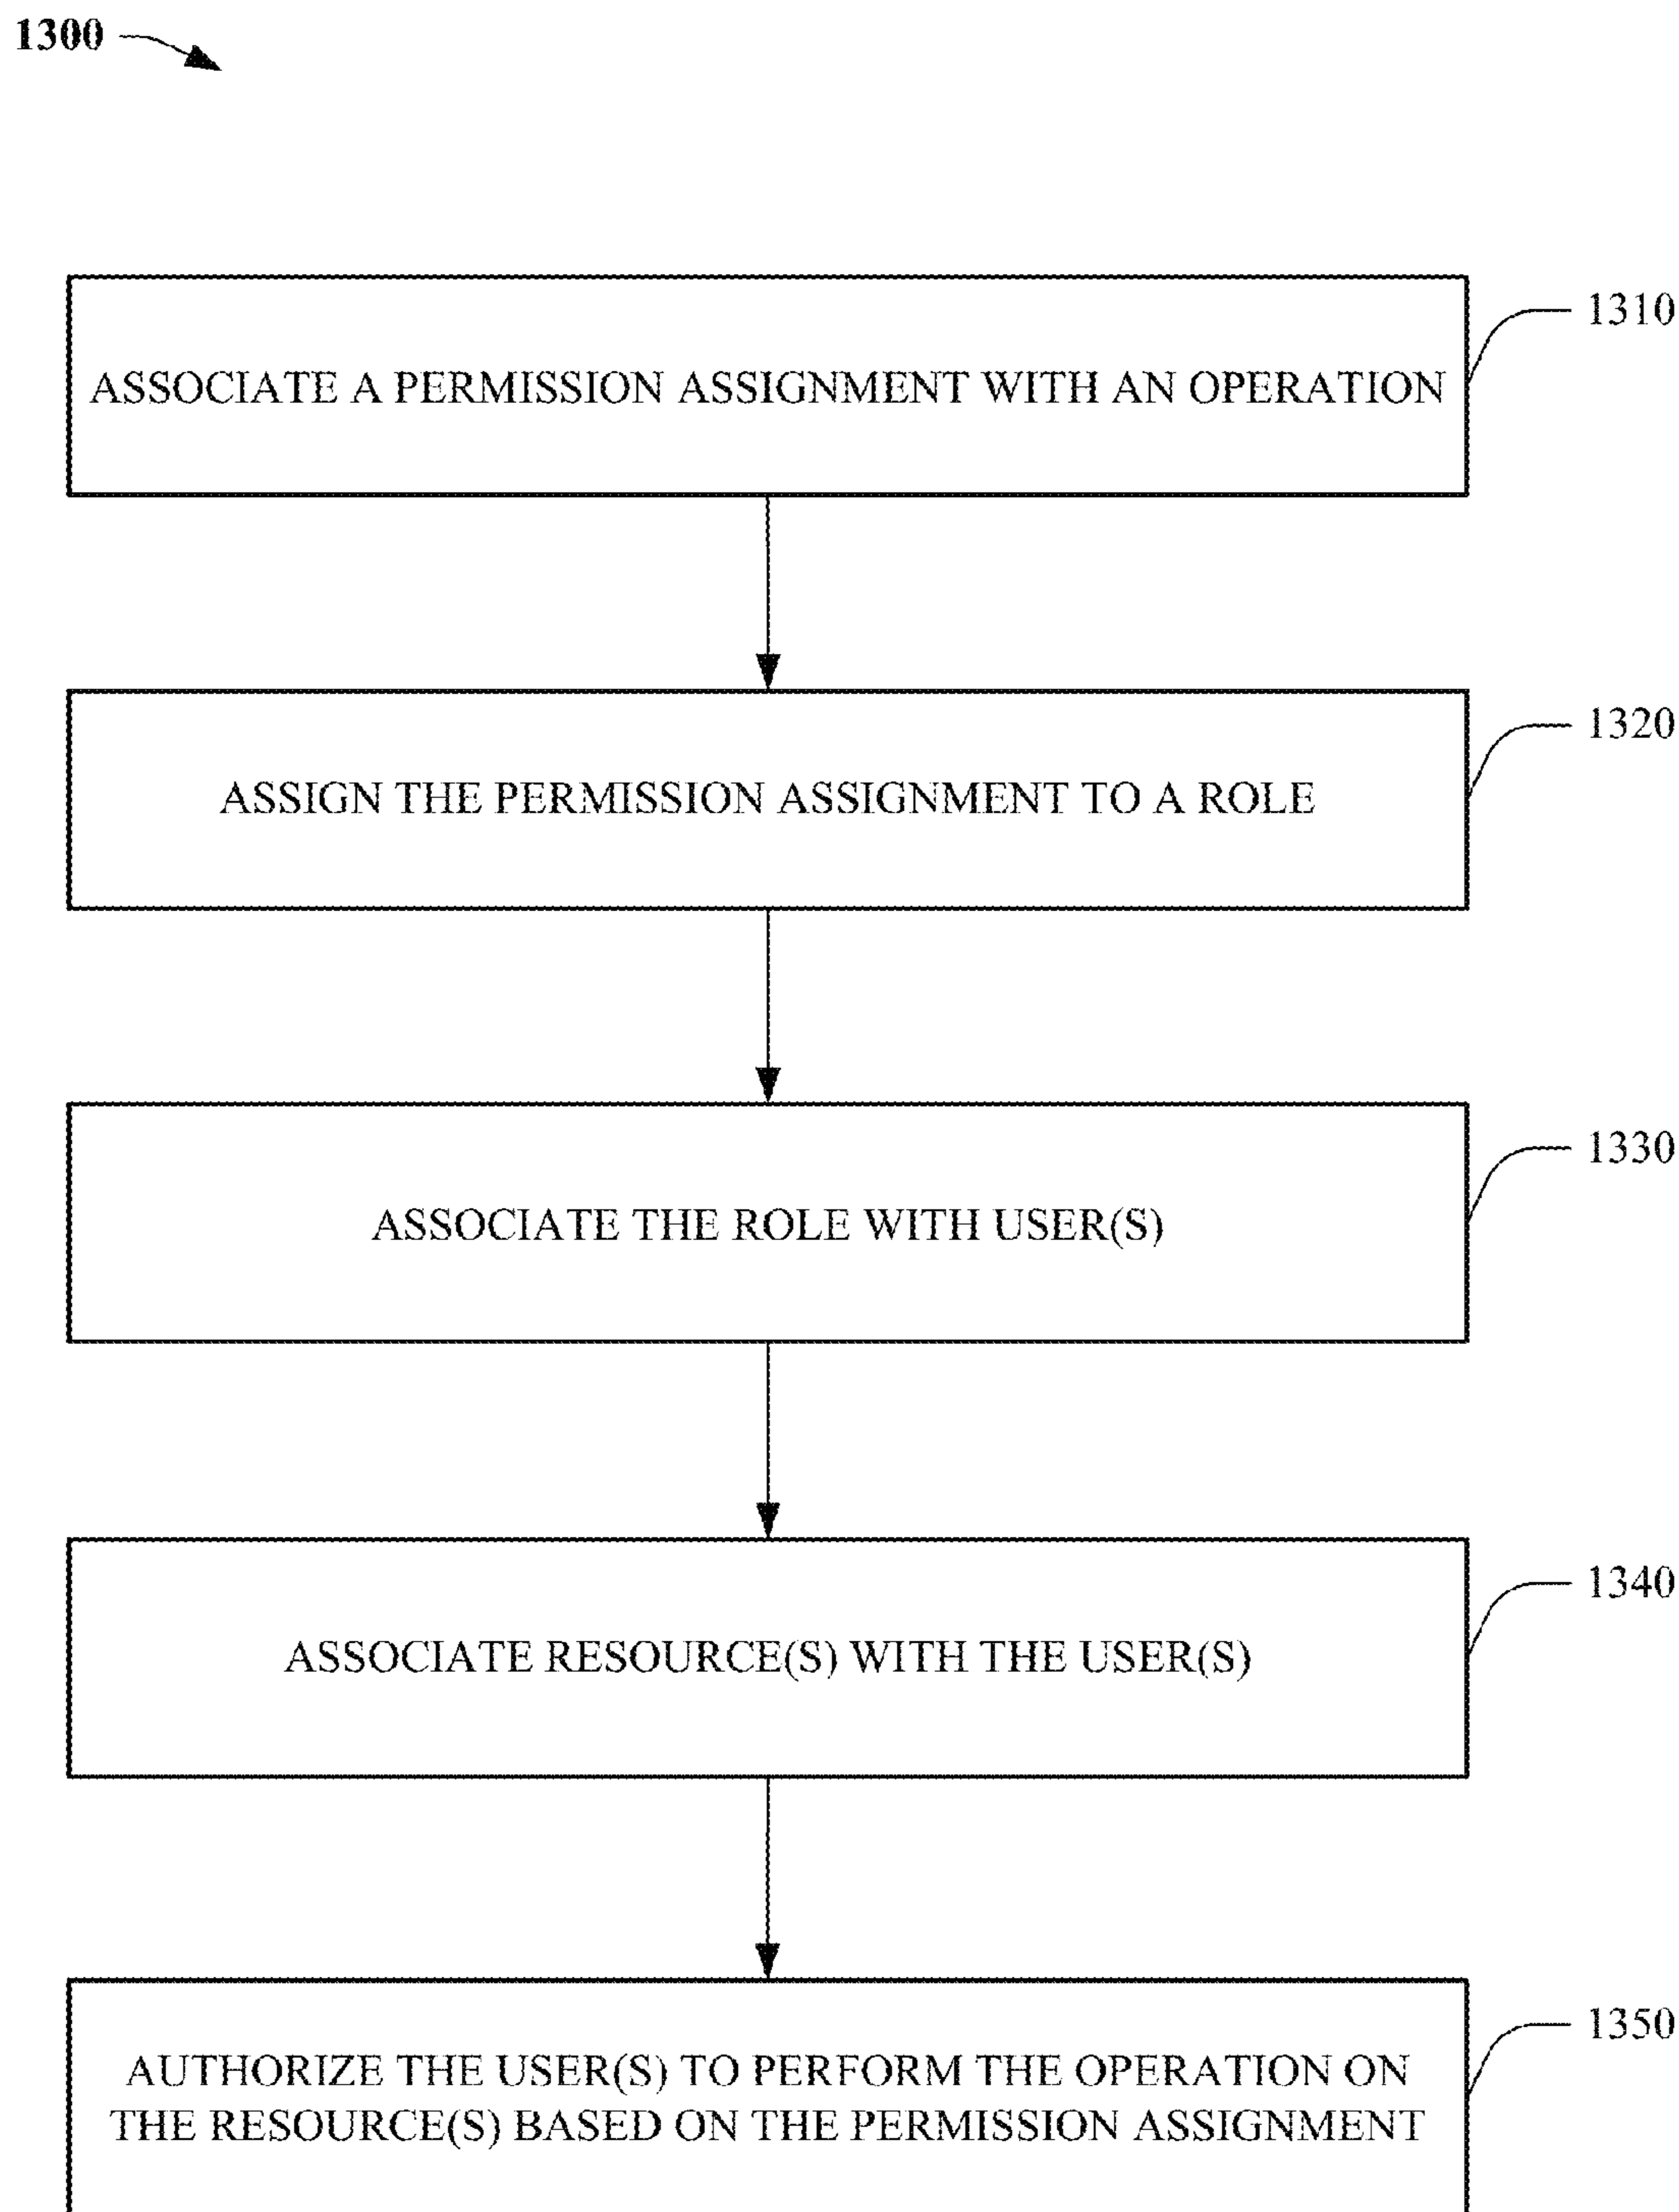 1300
1310
ASSOCIATE A PERMISSION ASSIGNMENT WITH AN OPERATION
1320
ASSIGN THE PERMISSION ASSIGNMENT TO A ROLE
1330
ASSOCIATE THE ROLE WITH USER(S)
1340
ASSOCIATE RESOURCE(S) WITH THE USER(S)
1350
AUTHORIZE THE USER(S) TO PERFORM THE OPERATION ON
THE RESOURCE(S) BASED ON THE PERMISSION ASSIGNMENT